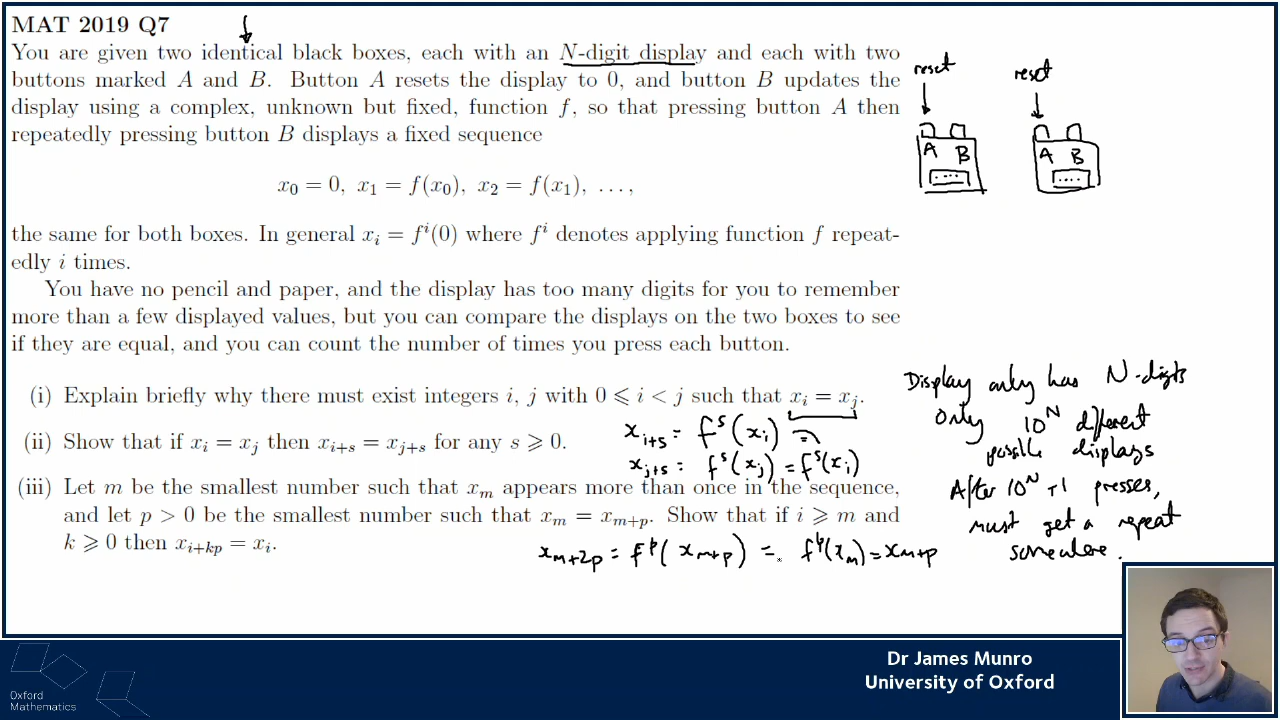 MAT 2019 Q7
You are given two identical black boxes, each with an N-digit display and each with two
buttons marked A and B. Button A resets the display to 0, and button B updates the
display using a complex, unknown but fixed, function f, so that pressing button A then
repeatedly pressing button B displays a fixed sequence
x₀ = 0, x₁ = f(x₀), x₂ = f(x₁), …,
the same for both boxes. In general xᵢ = fⁱ(0) where fⁱ denotes applying function f repeat-
edly i times.
You have no pencil and paper, and the display has too many digits for you to remember
more than a few displayed values, but you can compare the displays on the two boxes to see
if they are equal, and you can count the number of times you press each button.
(i) Explain briefly why there must exist integers i, j with 0 ⩽ i < j such that xᵢ = xⱼ.
(ii) Show that if xᵢ = xⱼ then xᵢ₊ₛ = xⱼ₊ₛ for any s ⩾ 0.
(iii) Let m be the smallest number such that xₘ appears more than once in the sequence,
and let p > 0 be the smallest number such that xₘ = xₘ₊ₚ. Show that if i ⩾ m and
k ⩾ 0 then xᵢ₊ₖₚ = xᵢ.
xᵢ₊ₛ = fˢ(xᵢ) =
xⱼ₊ₛ = fˢ(xⱼ) = fˢ(xᵢ)
xₘ₊₂ₚ = fᵖ(xₘ₊ₚ) = fᵖ(xₘ) = xₘ₊ₚ
reset
reset
A B
....
A B
....
Display only has N-digits
Only 10ᴺ different
possible displays
After 10ᴺ +1 presses,
must get a repeat
somewhere.
Oxford
Mathematics
Dr James Munro
University of Oxford